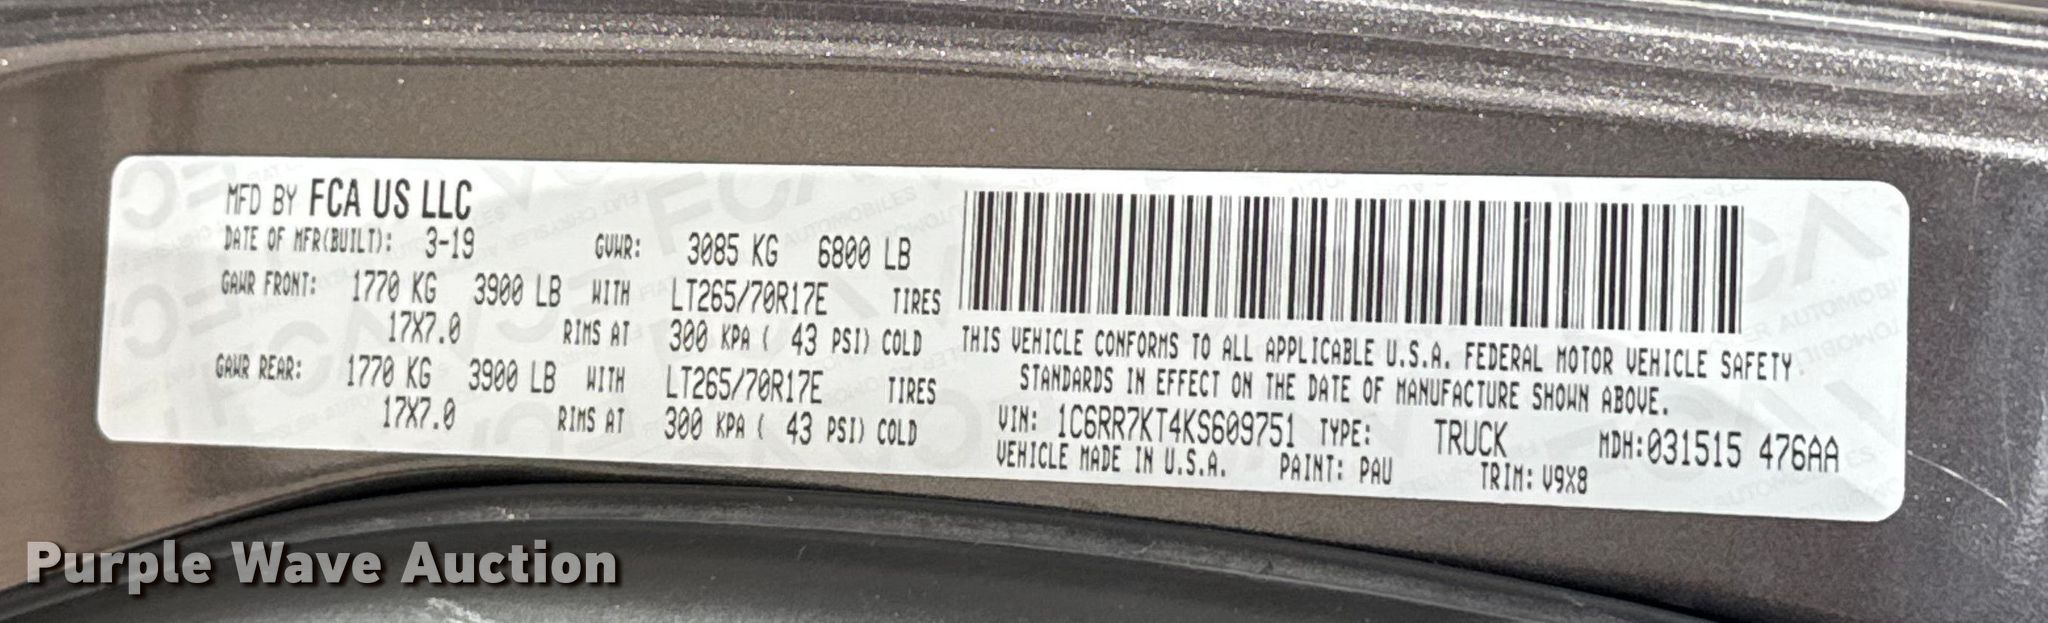 MFD BY FCA US LLC
DATE OF MFR(BUILT): 3-19 GVWR: 3085 KG 6800 LB
GAWR FRONT: 1770 KG 3900 LB WITH LT265/70R17E TIRES
17X7.0 RIMS AT 300 KPA ( 43 PSI) COLD
GAWR REAR: 1770 KG 3900 LB WITH LT265/70R17E TIRES
17X7.0 RIMS AT 300 KPA ( 43 PSI) COLD
THIS VEHICLE CONFORMS TO ALL APPLICABLE U.S.A. FEDERAL MOTOR VEHICLE SAFETY
STANDARDS IN EFFECT ON THE DATE OF MANUFACTURE SHOWN ABOVE.
VIN: 1C6RR7KT4KS609751 TYPE: TRUCK MDH:031515 476AA
VEHICLE MADE IN U.S.A. PAINT: PAU TRIM: V9X8
Purple Wave Auction